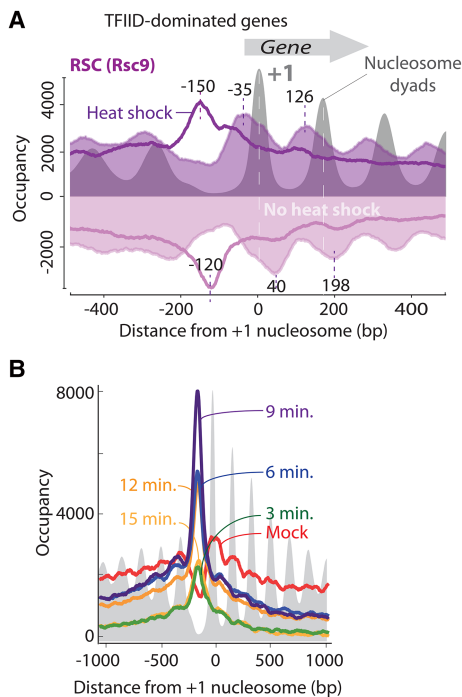 A
TFIID-dominated genes
Gene
RSC (Rsc9)
+1
Nucleosome
dyads
-150
-35
126
Heat shock
Occupancy
4000
2000
0
-2000
No heat shock
-120
40
198
-400
-200
0
200
400
Distance from +1 nucleosome (bp)
B
Occupancy
8000
4000
0
9 min.
6 min.
12 min.
15 min.
3 min.
Mock
-1000
-500
0
500
1000
Distance from +1 nucleosome (bp)